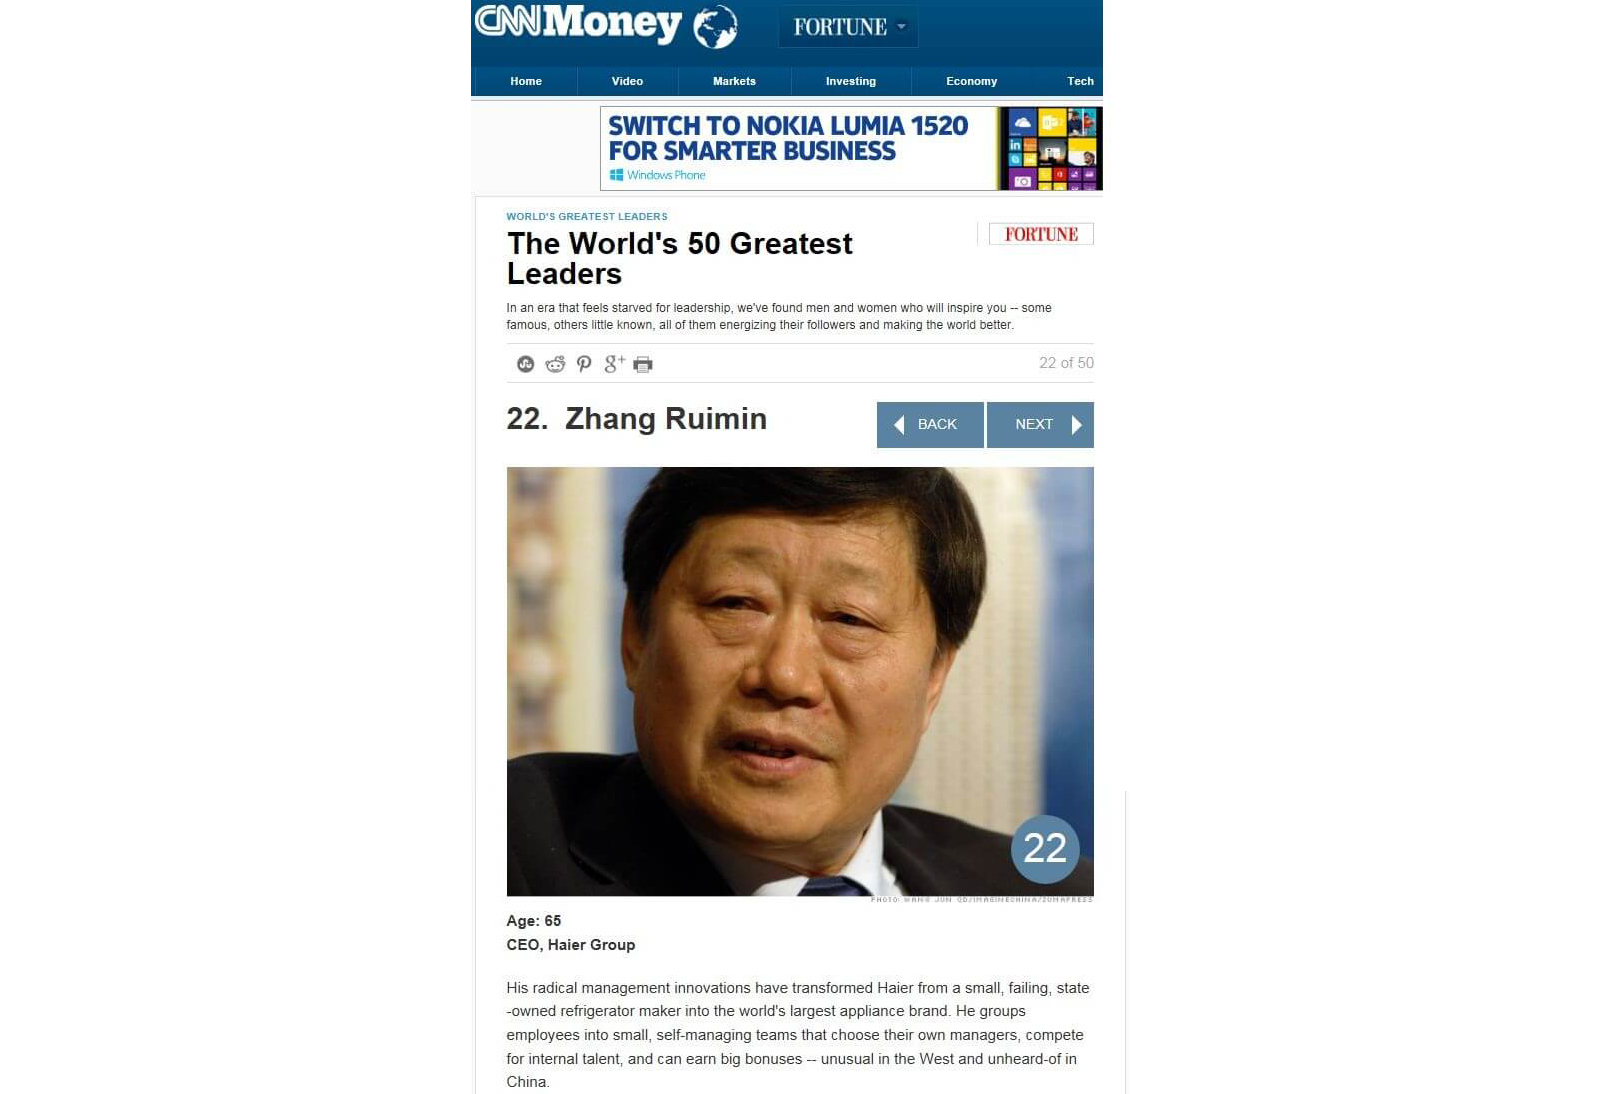 CNNMoney
FORTUNE
Home Video Markets Investing Economy Tech
SWITCH TO NOKIA LUMIA 1520
FOR SMARTER BUSINESS
Windows Phone
WORLD'S GREATEST LEADERS
The World's 50 Greatest
Leaders
FORTUNE
In an era that feels starved for leadership, we've found men and women who will inspire you -- some
famous, others little known, all of them energizing their followers and making the world better.
22 of 50
22. Zhang Ruimin
BACK NEXT
22
PHOTO: WANG JUN QD/IMAGINECHINA/ZUMAPRESS
Age: 65
CEO, Haier Group
His radical management innovations have transformed Haier from a small, failing, state
-owned refrigerator maker into the world's largest appliance brand. He groups
employees into small, self-managing teams that choose their own managers, compete
for internal talent, and can earn big bonuses -- unusual in the West and unheard-of in
China.